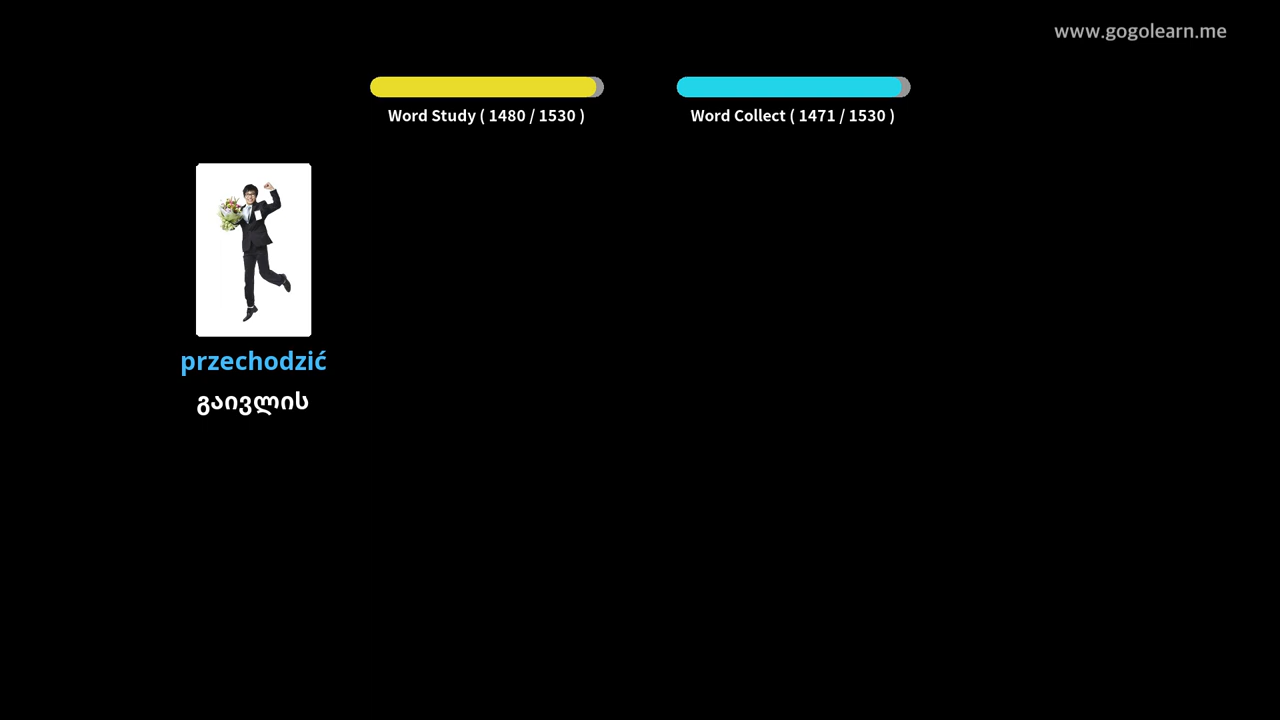 www.gogolearn.me
Word Study ( 1480 / 1530 )
Word Collect ( 1471 / 1530 )
przechodzić
გაივლის